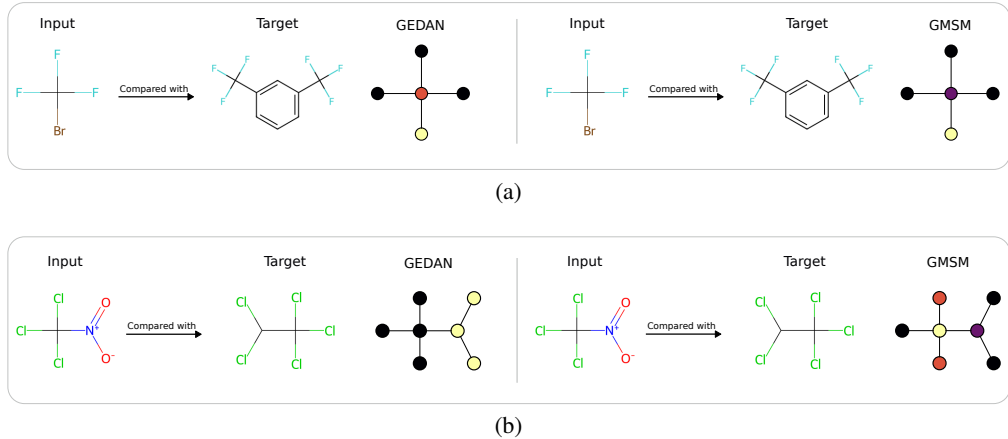 Input Target GEDAN Input Target GMSM
F F
F F F F F F F F
F F Compared with F F F F Compared with F F
Br Br
(a)
Input Target GEDAN Input Target GMSM
Cl O Cl Cl Cl O Cl Cl
Cl N+ Compared with Cl Cl N+ Compared with Cl
Cl O- Cl Cl Cl O- Cl Cl
(b)